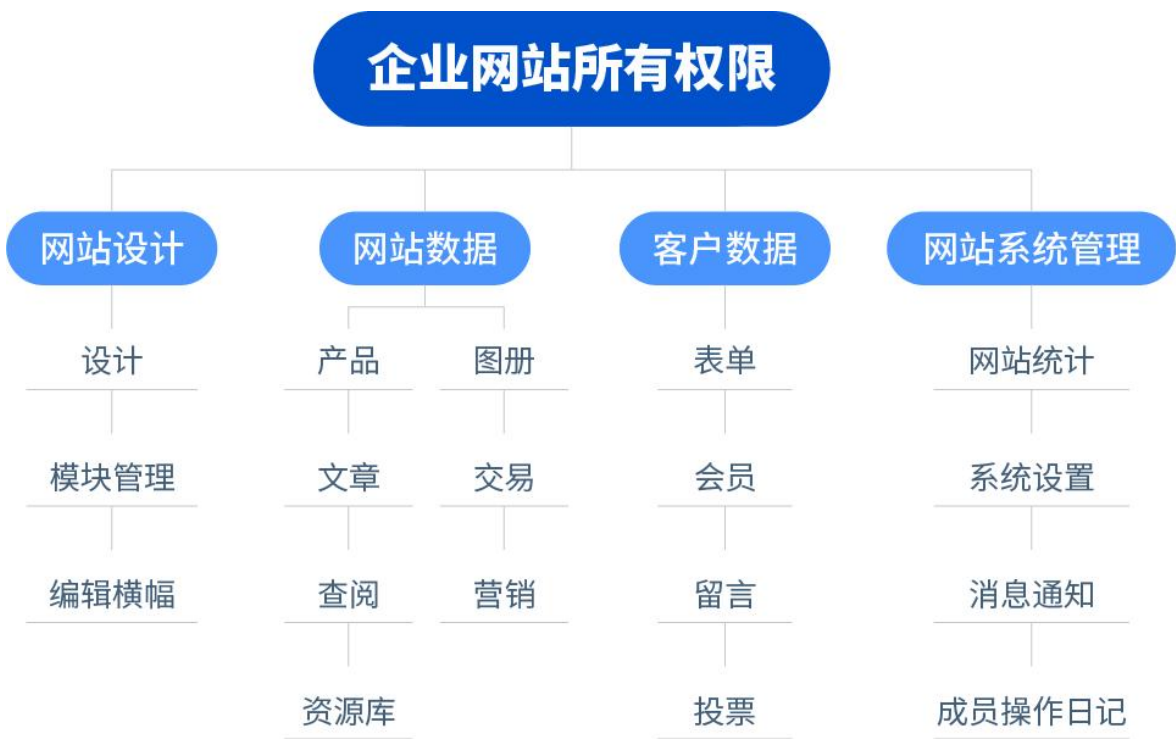 企业网站所有权限
网站设计
网站数据
客户数据
网站系统管理
设计
产品
图册
表单
网站统计
模块管理
文章
交易
会员
系统设置
编辑横幅
查阅
营销
留言
消息通知
资源库
投票
成员操作日记